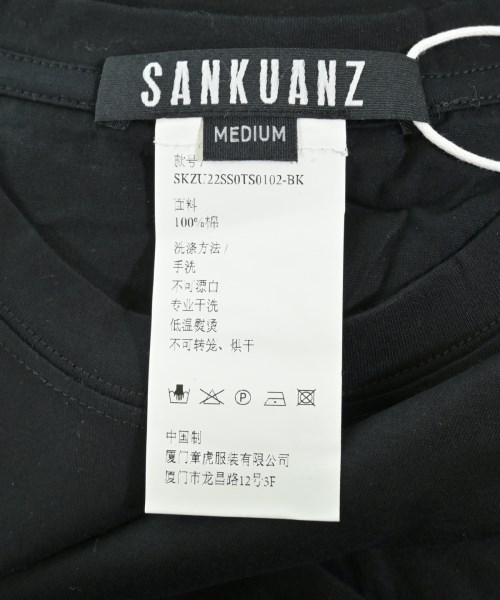 SANKUANZ
MEDIUM
款号/
SKZU22SS0TS0102-BK
面料
100%棉
洗涤方法/
手洗
不可漂白
专业干洗
低温熨烫
不可转笼、烘干
P
中国制
厦门童虎服装有限公司
厦门市龙昌路12号3F